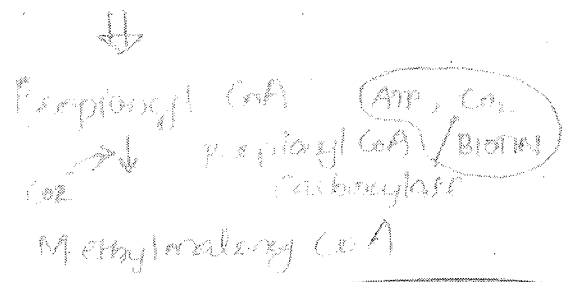 Propionyl CoA (ATP, CO2,
propionyl CoA / BIOTIN
CO2 carboxylase
Methylmalonyl CoA